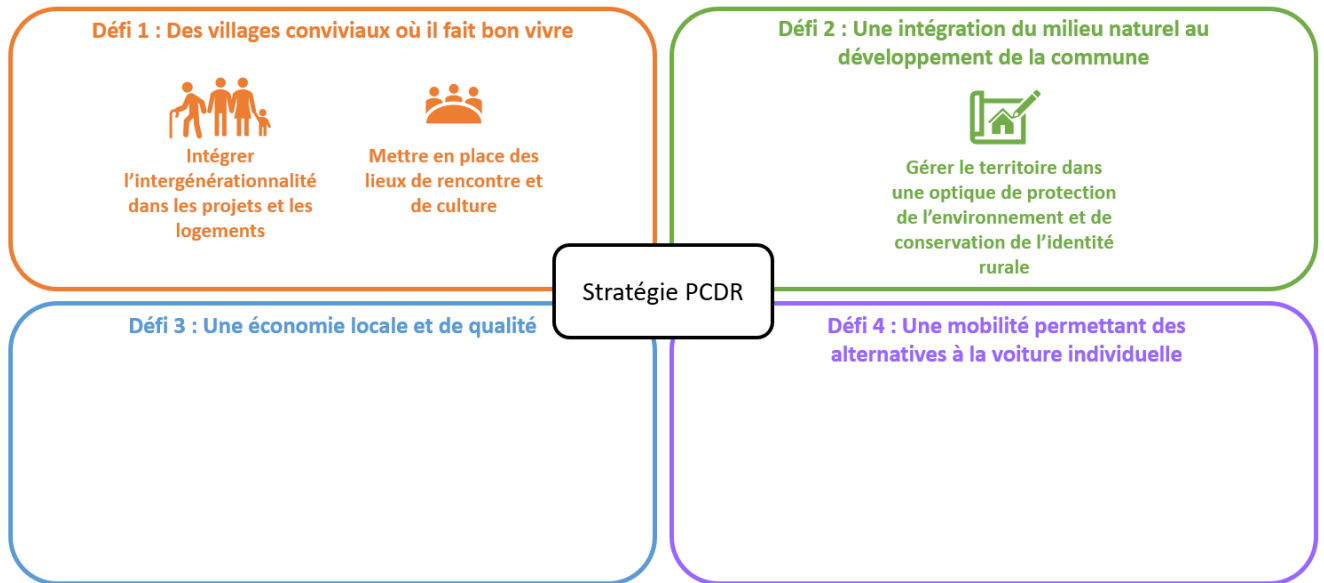 Défi 1 : Des villages conviviaux où il fait bon vivre
Intégrer
l’intergénérationnalité
dans les projets et les
logements
Mettre en place des
lieux de rencontre et
de culture
Défi 2 : Une intégration du milieu naturel au
développement de la commune
Gérer le territoire dans
une optique de protection
de l’environnement et de
conservation de l’identité
rurale
Stratégie PCDR
Défi 3 : Une économie locale et de qualité
Défi 4 : Une mobilité permettant des
alternatives à la voiture individuelle